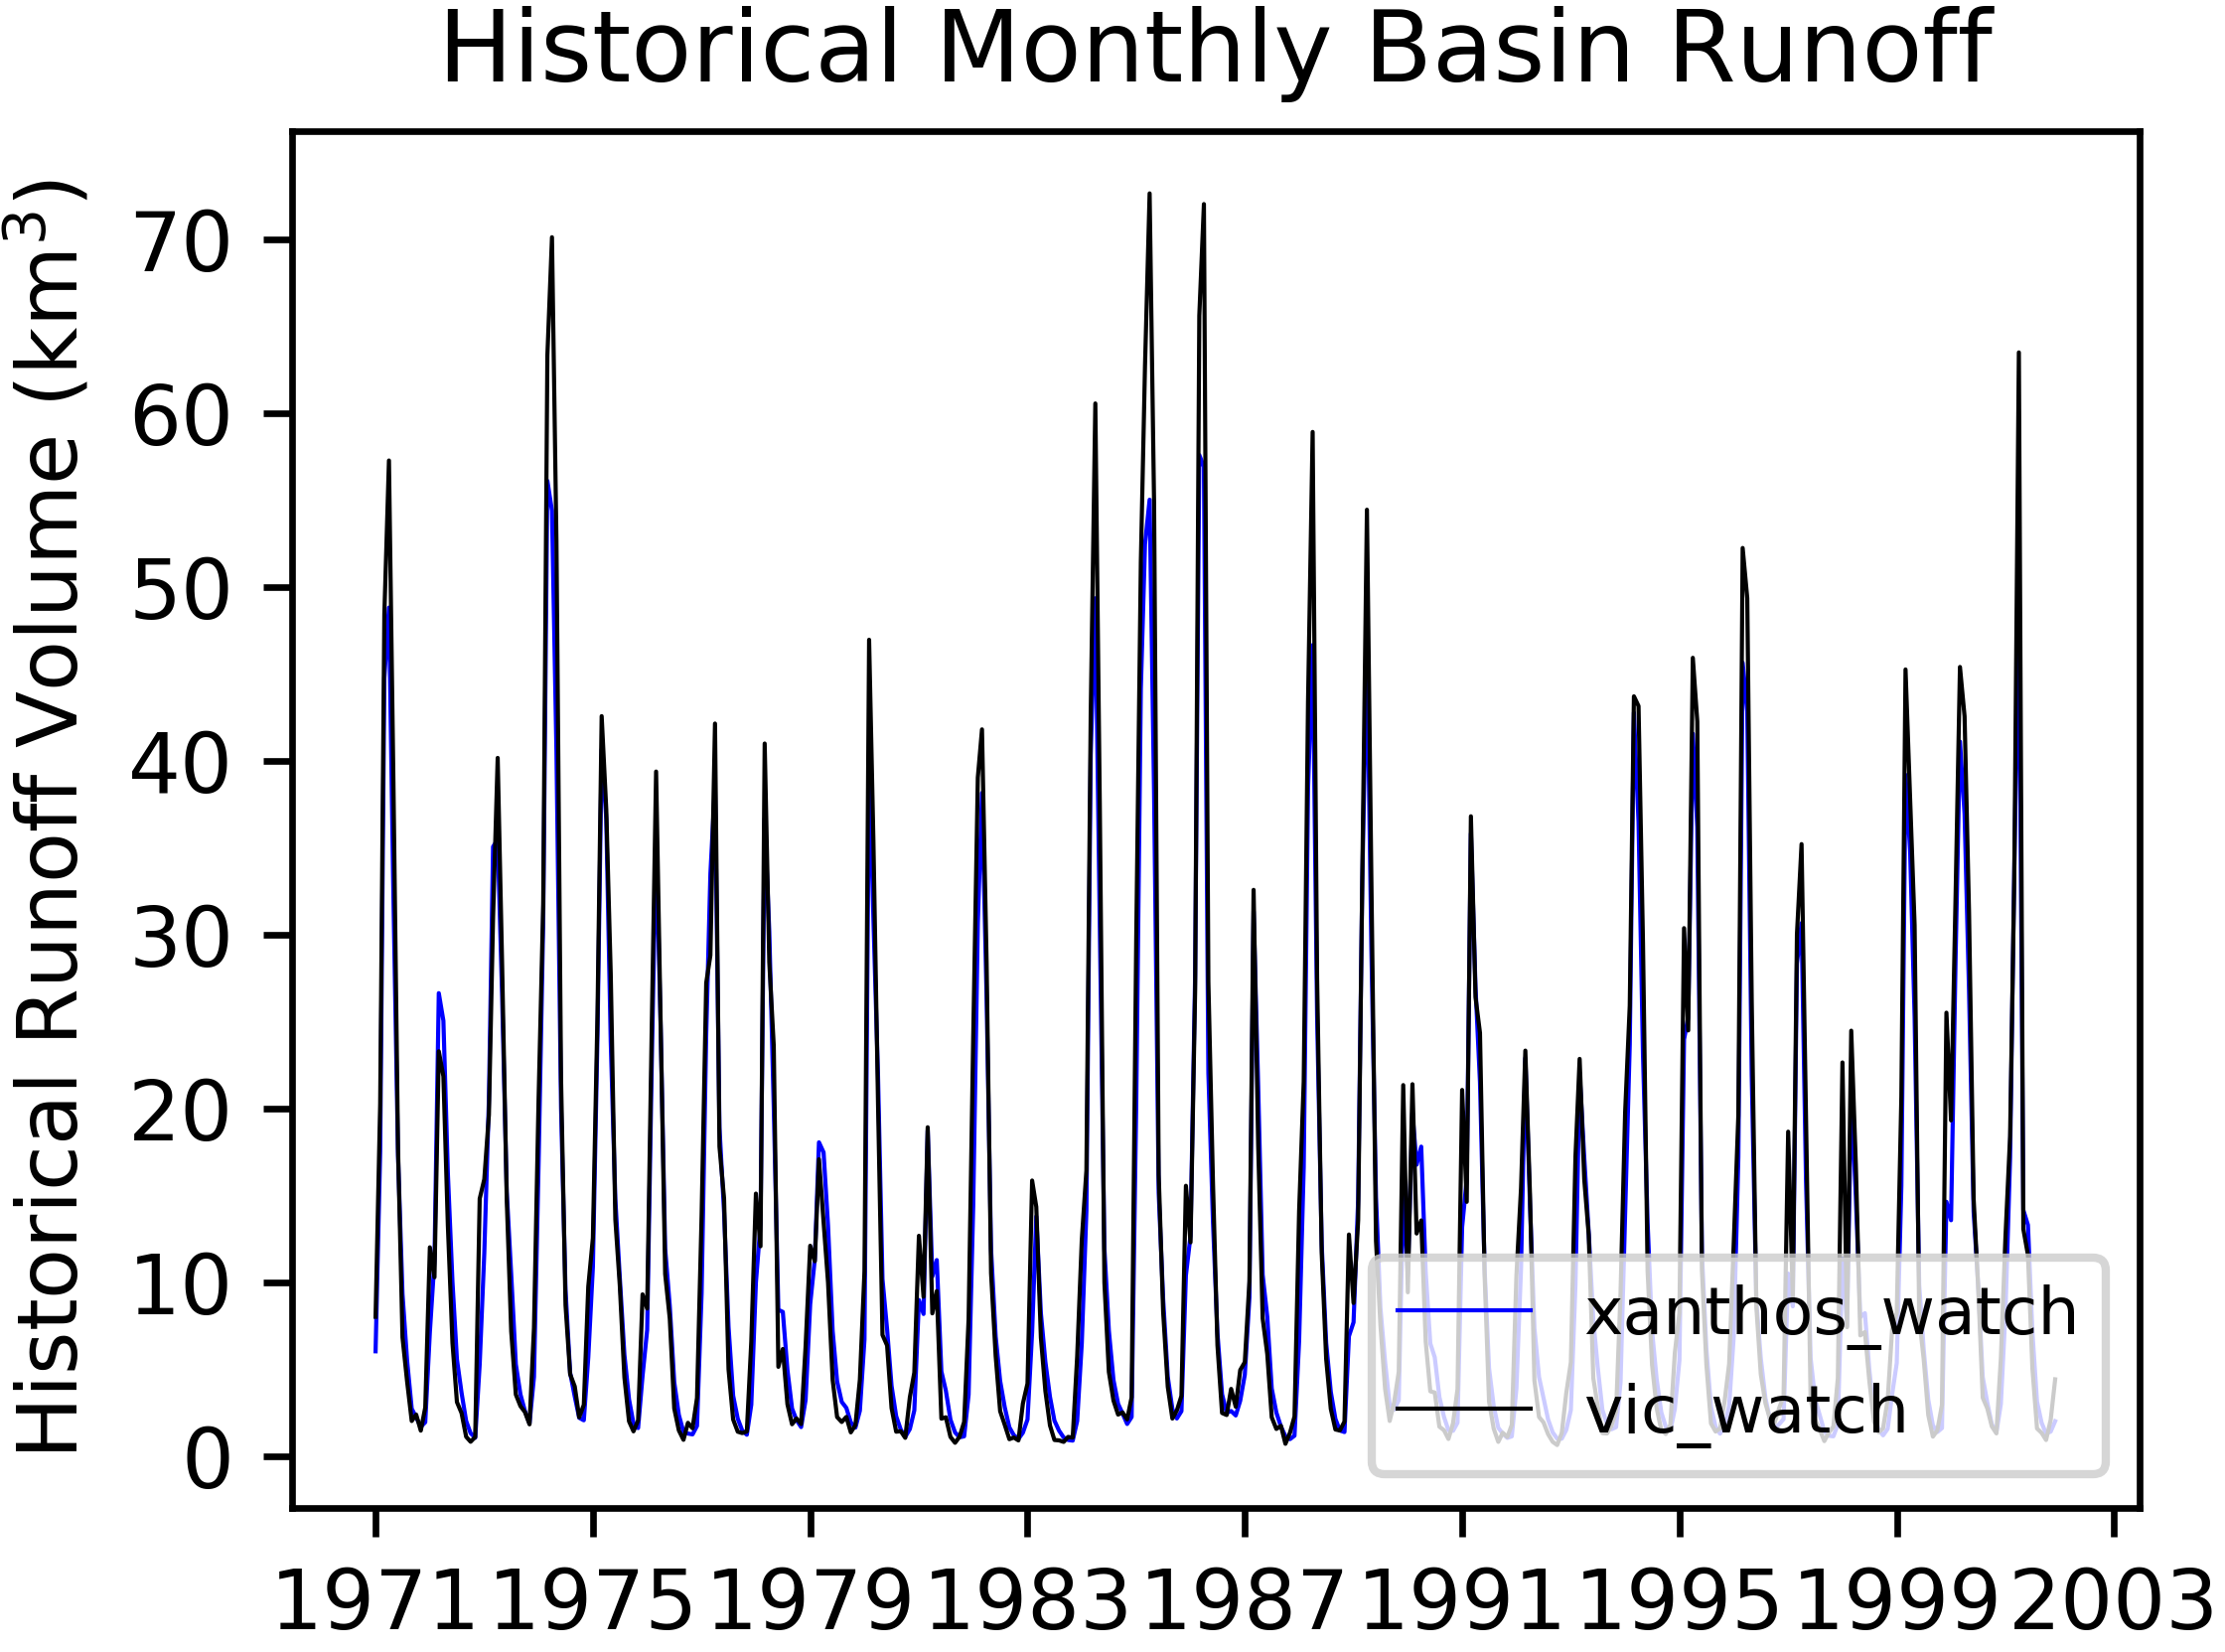 Historical Monthly Basin Runoff
Historical Runoff Volume (km³)
70
60
50
40
30
20
10
0
xanthos_watch
vic_watch
1971 1975 1979 1983 1987 1991 1995 1999 2003